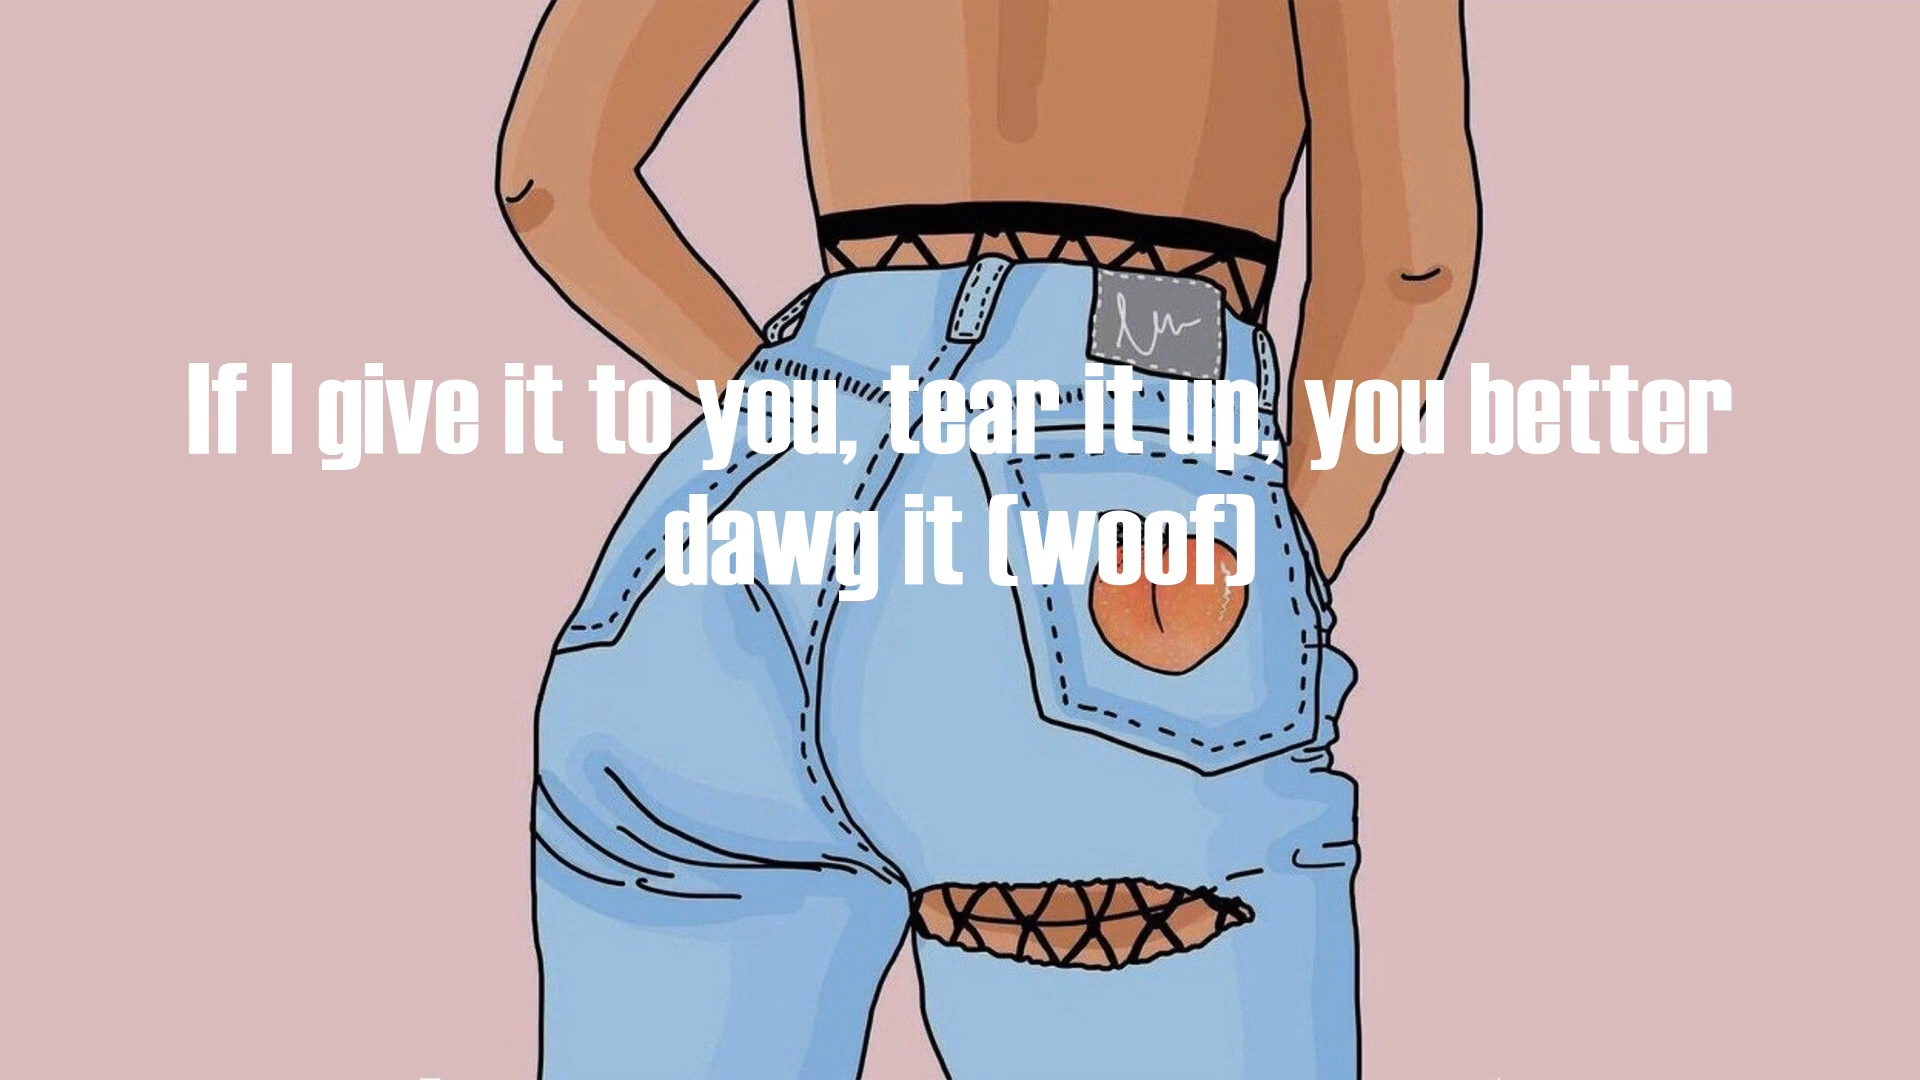 If I give it to you, tear it up, you better
dawg it (woof)